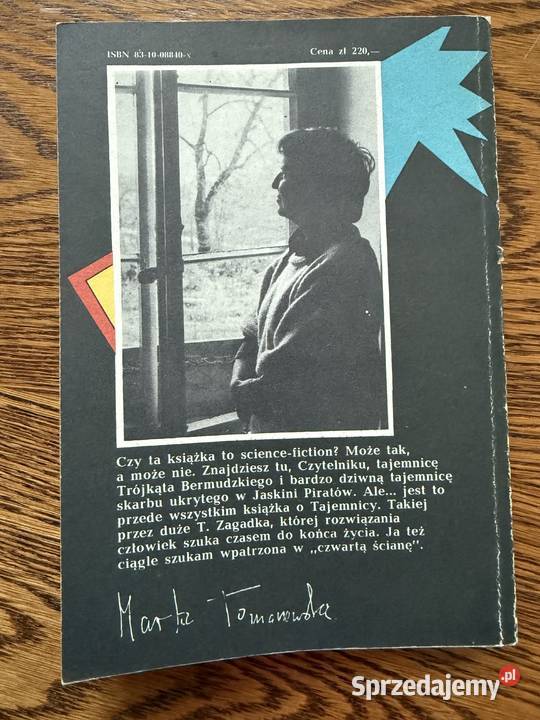 ISBN 83-10-08840-x
Cena zł 220,—
Czy ta książka to science-fiction? Może tak,
a może nie. Znajdziesz tu, Czytelniku, tajemnicę
Trójkąta Bermudzkiego i bardzo dziwną tajemnicę
skarbu ukrytego w Jaskini Piratów. Ale... jest to
przede wszystkim książka o Tajemnicy. Takiej
przez duże T. Zagadka, której rozwiązania
człowiek szuka czasem do końca życia. Ja też
ciągle szukam wpatrzona w „czwartą ścianę”.
Marta Tomaszewska
Sprzedajemy.pl